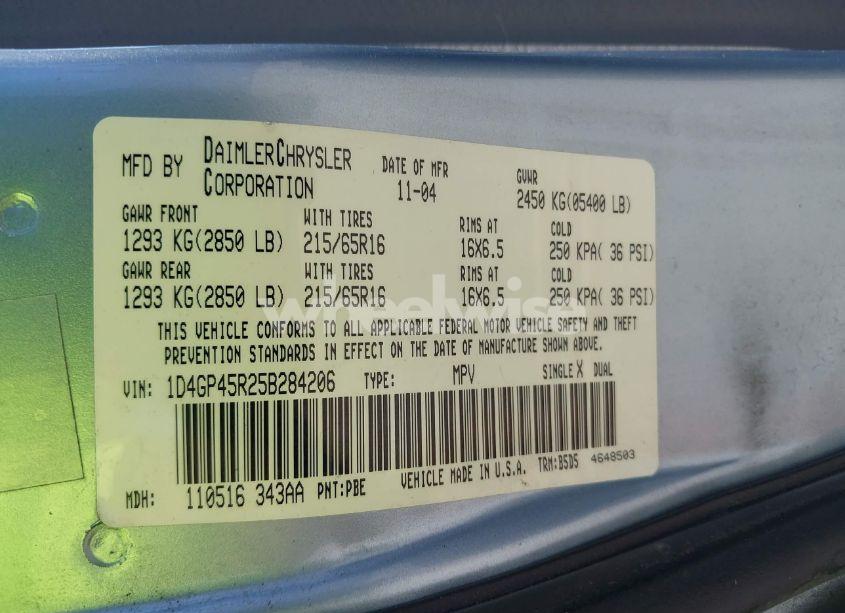 MFD BY DAIMLERCHRYSLER CORPORATION DATE OF MFR 11-04 GVWR 2450 KG(05400 LB)
GAWR FRONT WITH TIRES RIMS AT COLD
1293 KG(2850 LB) 215/65R16 16X6.5 250 KPA( 36 PSI)
GAWR REAR WITH TIRES RIMS AT COLD
1293 KG(2850 LB) 215/65R16 16X6.5 250 KPA( 36 PSI)
THIS VEHICLE CONFORMS TO ALL APPLICABLE FEDERAL MOTOR VEHICLE SAFETY AND THEFT
PREVENTION STANDARDS IN EFFECT ON THE DATE OF MANUFACTURE SHOWN ABOVE.
VIN: 1D4GP45R25B284206 TYPE: MPV SINGLE X DUAL
MDH: 110516 343AA PNT:PBE VEHICLE MADE IN U.S.A. TRM:B5D5 4648503
wheelwise